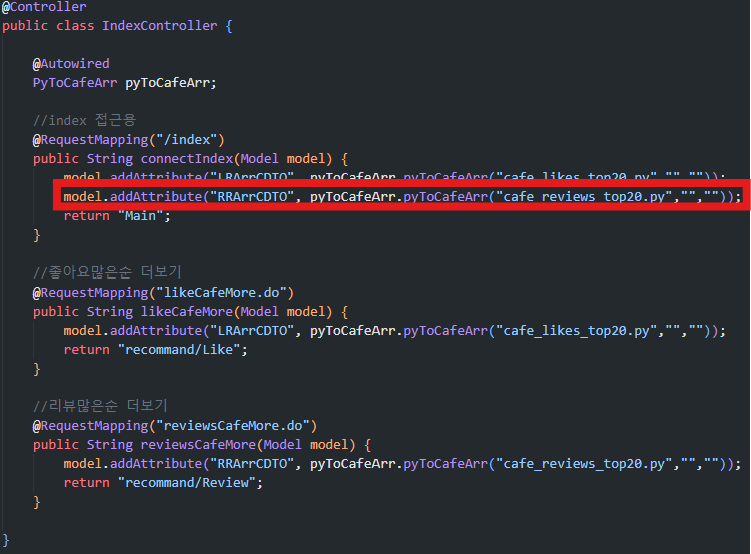 @Controller
public class IndexController {
@Autowired
PyToCafeArr pyToCafeArr;
//index 접근용
@RequestMapping("/index")
public String connectIndex(Model model) {
model.addAttribute("LRArrCDTO", pyToCafeArr.pyToCafeArr("cafe_likes_top20.py","",""));
model.addAttribute("RRArrCDTO", pyToCafeArr.pyToCafeArr("cafe_reviews_top20.py","",""));
return "Main";
}
//좋아요많은순 더보기
@RequestMapping("likeCafeMore.do")
public String likeCafeMore(Model model) {
model.addAttribute("LRArrCDTO", pyToCafeArr.pyToCafeArr("cafe_likes_top20.py","",""));
return "recommand/Like";
}
//리뷰많은순 더보기
@RequestMapping("reviewsCafeMore.do")
public String reviewsCafeMore(Model model) {
model.addAttribute("RRArrCDTO", pyToCafeArr.pyToCafeArr("cafe_reviews_top20.py","",""));
return "recommand/Review";
}
}